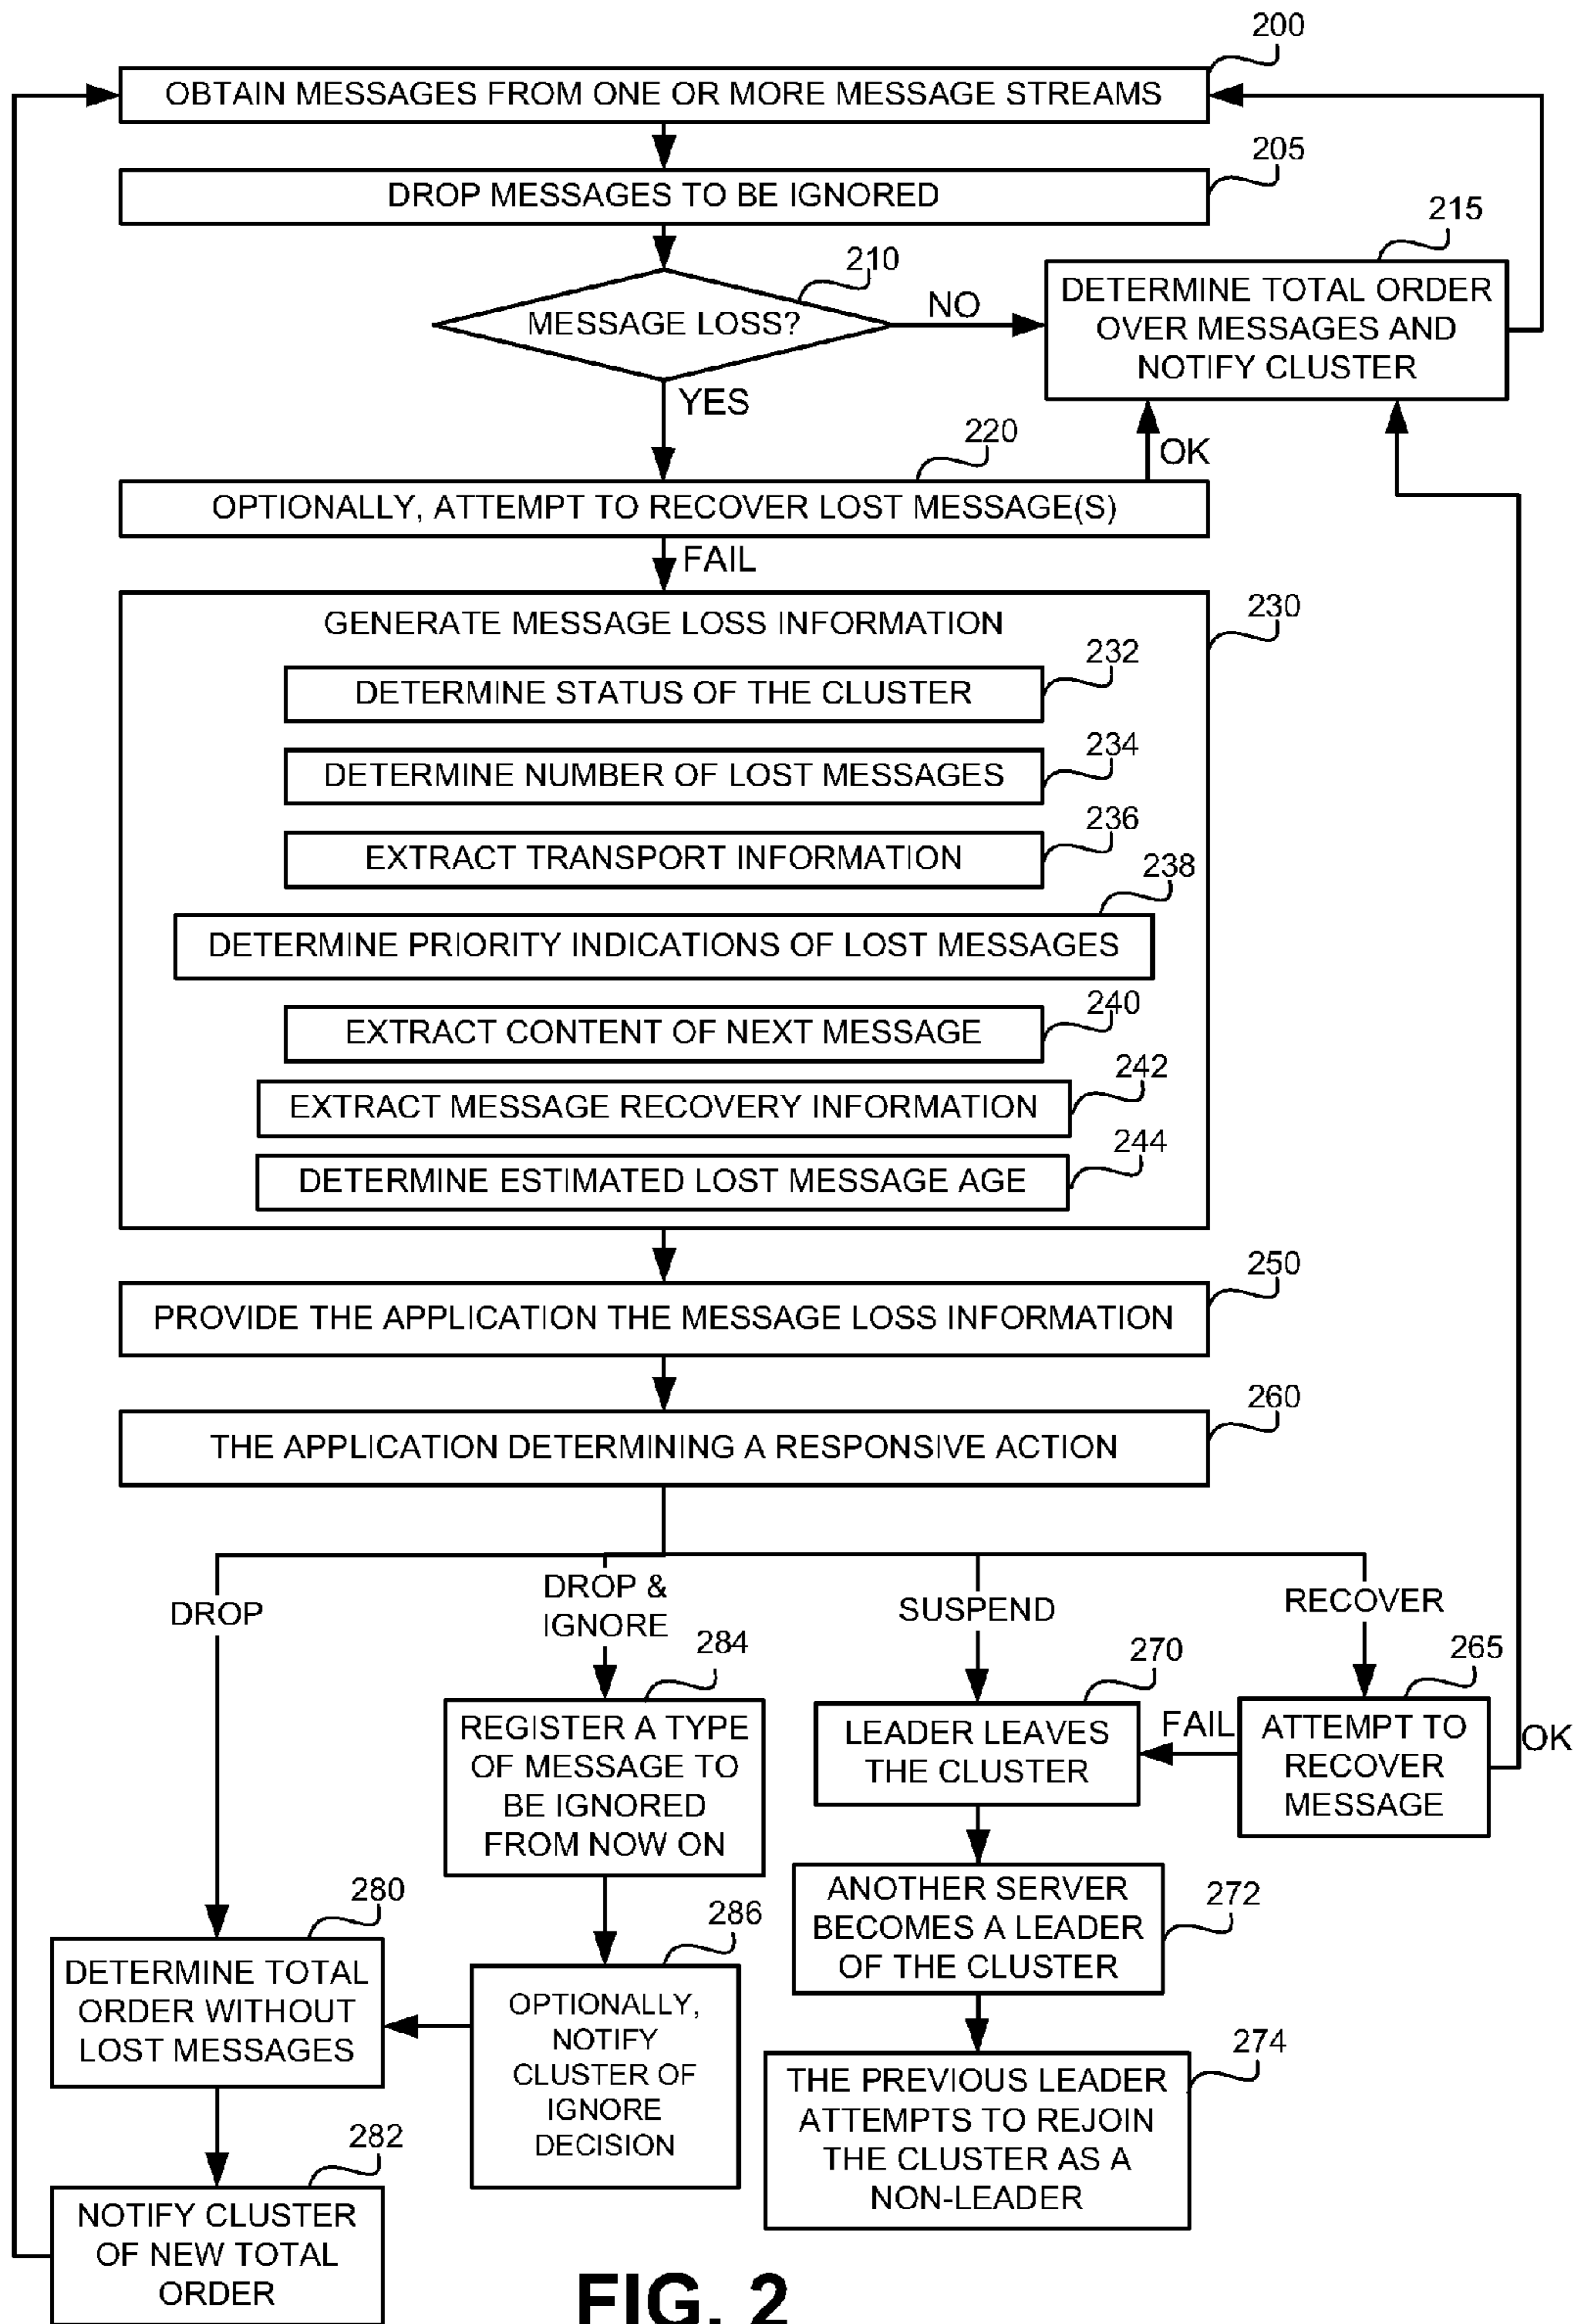 200
OBTAIN MESSAGES FROM ONE OR MORE MESSAGE STREAMS
205
DROP MESSAGES TO BE IGNORED
210
MESSAGE LOSS?
NO
215
DETERMINE TOTAL ORDER
OVER MESSAGES AND
NOTIFY CLUSTER
YES
OK
220
OPTIONALLY, ATTEMPT TO RECOVER LOST MESSAGE(S)
FAIL
230
GENERATE MESSAGE LOSS INFORMATION
232
DETERMINE STATUS OF THE CLUSTER
234
DETERMINE NUMBER OF LOST MESSAGES
236
EXTRACT TRANSPORT INFORMATION
238
DETERMINE PRIORITY INDICATIONS OF LOST MESSAGES
240
EXTRACT CONTENT OF NEXT MESSAGE
242
EXTRACT MESSAGE RECOVERY INFORMATION
244
DETERMINE ESTIMATED LOST MESSAGE AGE
250
PROVIDE THE APPLICATION THE MESSAGE LOSS INFORMATION
260
THE APPLICATION DETERMINING A RESPONSIVE ACTION
DROP
DROP &
IGNORE
SUSPEND
RECOVER
284
REGISTER A TYPE
OF MESSAGE TO
BE IGNORED
FROM NOW ON
270
LEADER LEAVES
THE CLUSTER
FAIL
265
ATTEMPT TO
RECOVER
MESSAGE
OK
280
DETERMINE TOTAL
ORDER WITHOUT
LOST MESSAGES
286
OPTIONALLY,
NOTIFY
CLUSTER OF
IGNORE
DECISION
272
ANOTHER SERVER
BECOMES A LEADER
OF THE CLUSTER
274
THE PREVIOUS LEADER
ATTEMPTS TO REJOIN
THE CLUSTER AS A
NON-LEADER
282
NOTIFY CLUSTER
OF NEW TOTAL
ORDER
FIG. 2